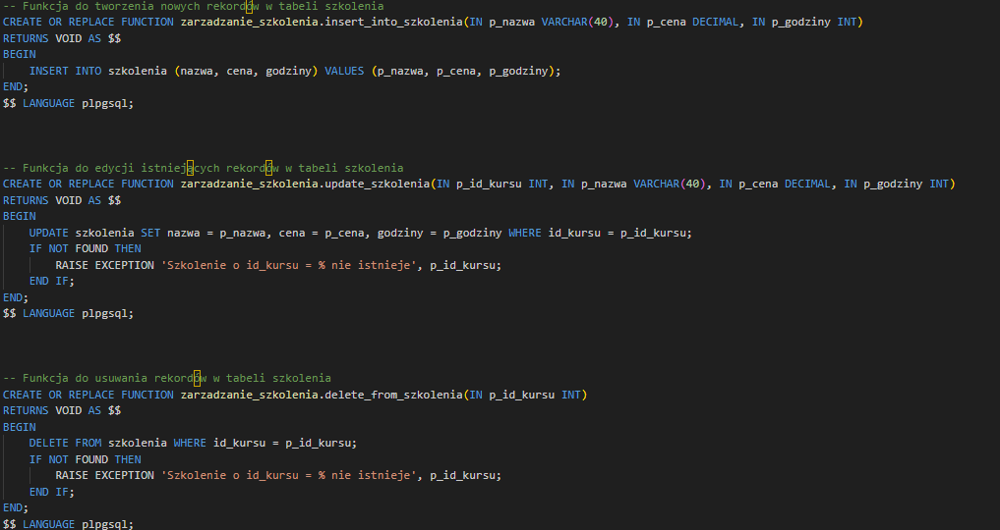 -- Funkcja do tworzenia nowych rekordów w tabeli szkolenia
CREATE OR REPLACE FUNCTION zarzadzanie_szkolenia.insert_into_szkolenia(IN p_nazwa VARCHAR(40), IN p_cena DECIMAL, IN p_godziny INT)
RETURNS VOID AS $$
BEGIN
    INSERT INTO szkolenia (nazwa, cena, godziny) VALUES (p_nazwa, p_cena, p_godziny);
END;
$$ LANGUAGE plpgsql;
-- Funkcja do edycji istniejących rekordów w tabeli szkolenia
CREATE OR REPLACE FUNCTION zarzadzanie_szkolenia.update_szkolenia(IN p_id_kursu INT, IN p_nazwa VARCHAR(40), IN p_cena DECIMAL, IN p_godziny INT)
RETURNS VOID AS $$
BEGIN
    UPDATE szkolenia SET nazwa = p_nazwa, cena = p_cena, godziny = p_godziny WHERE id_kursu = p_id_kursu;
    IF NOT FOUND THEN
        RAISE EXCEPTION 'Szkolenie o id_kursu = % nie istnieje', p_id_kursu;
    END IF;
END;
$$ LANGUAGE plpgsql;
-- Funkcja do usuwania rekordów w tabeli szkolenia
CREATE OR REPLACE FUNCTION zarzadzanie_szkolenia.delete_from_szkolenia(IN p_id_kursu INT)
RETURNS VOID AS $$
BEGIN
    DELETE FROM szkolenia WHERE id_kursu = p_id_kursu;
    IF NOT FOUND THEN
        RAISE EXCEPTION 'Szkolenie o id_kursu = % nie istnieje', p_id_kursu;
    END IF;
END;
$$ LANGUAGE plpgsql;